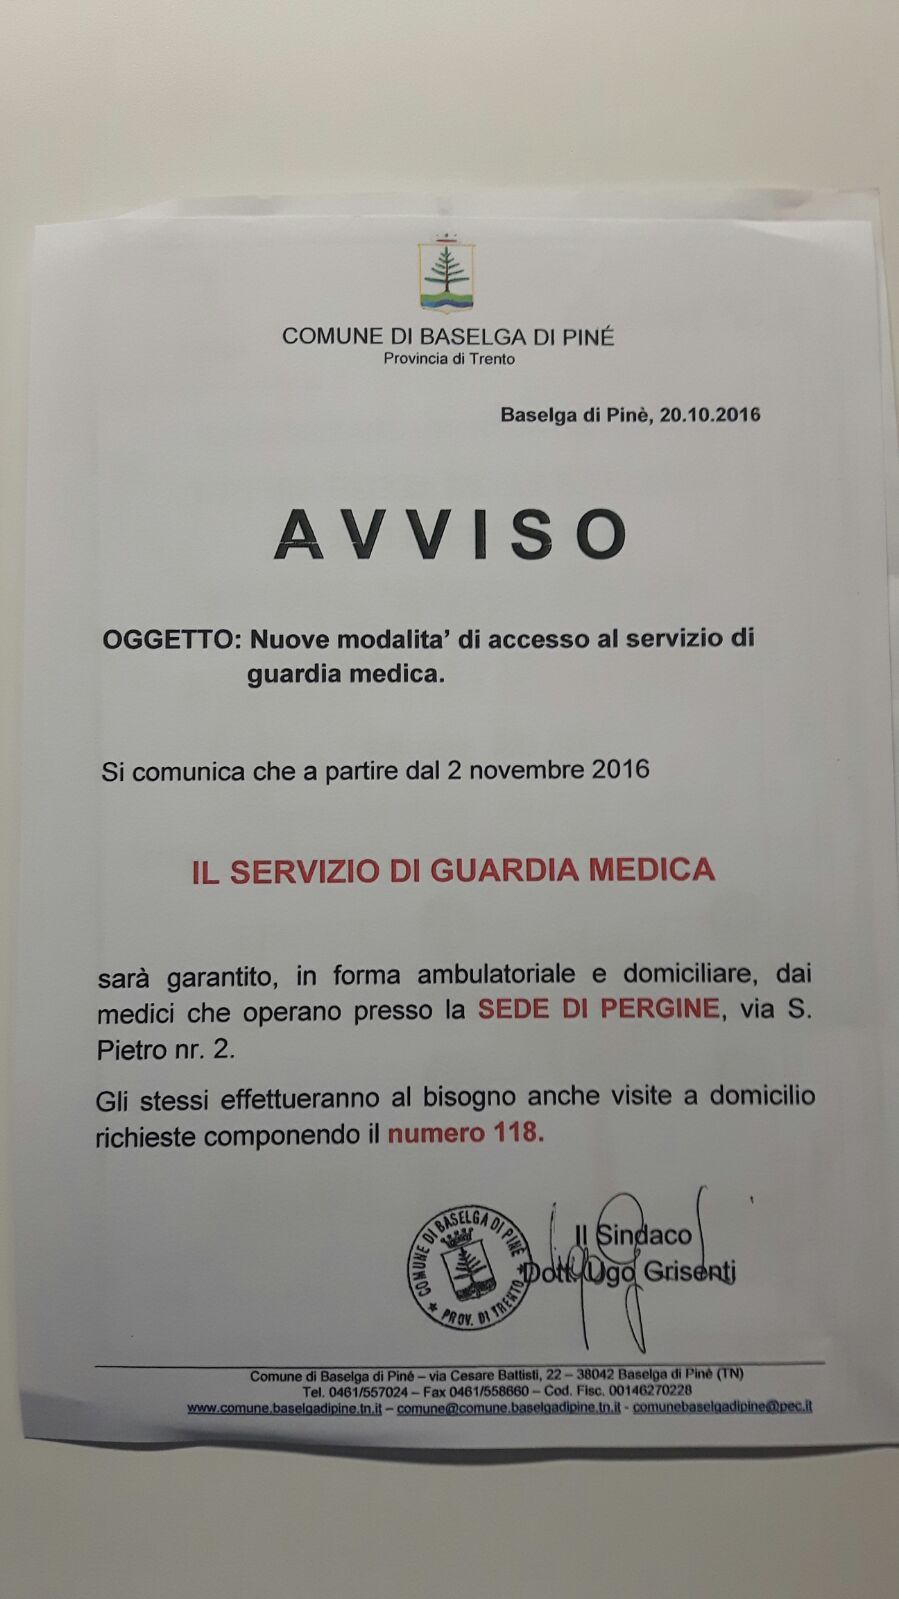 COMUNE DI BASELGA DI PINÉ
Provincia di Trento
Baselga di Pinè, 20.10.2016
AVVISO
OGGETTO: Nuove modalita' di accesso al servizio di
guardia medica.
Si comunica che a partire dal 2 novembre 2016
IL SERVIZIO DI GUARDIA MEDICA
sarà garantito, in forma ambulatoriale e domiciliare, dai
medici che operano presso la SEDE DI PERGINE, via S.
Pietro nr. 2.
Gli stessi effettueranno al bisogno anche visite a domicilio
richieste componendo il numero 118.
COMUNE DI BASELGA DI PINÈ
PROV. DI TRENTO
Il Sindaco
Dott. Ugo Grisenti
Comune di Baselga di Piné – via Cesare Battisti, 22 – 38042 Baselga di Piné (TN)
Tel. 0461/557024 – Fax 0461/558660 – Cod. Fisc. 00146270228
www.comune.baselgadipine.tn.it – comune@comune.baselgadipine.tn.it - comunebaselgadipine@pec.it